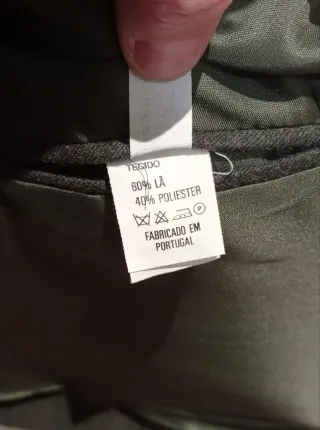 TECIDO
60% LÃ
40% POLIESTER
P
FABRICADO EM
PORTUGAL